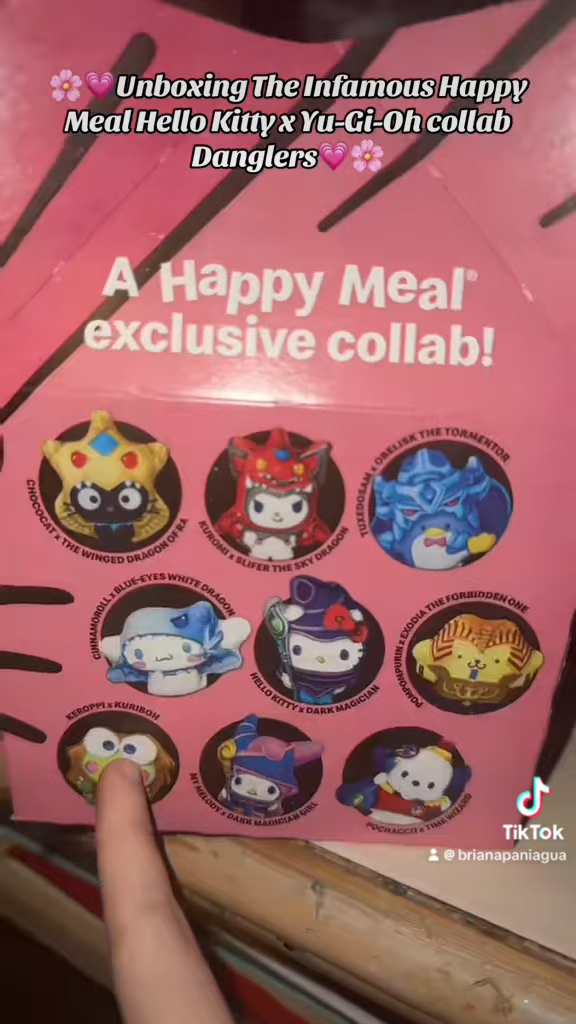 🌸💗Unboxing The Infamous Happy
Meal Hello Kitty x Yu-Gi-Oh collab
Danglers💗🌸
A Happy Meal®
exclusive collab!
CHOCOCAT x THE WINGED DRAGON OF RA
KUROMI x SLIFER THE SKY DRAGON
TUXEDOSAM x OBELISK THE TORMENTOR
CINNAMOROLL x BLUE-EYES WHITE DRAGON
HELLO KITTY x DARK MAGICIAN
POMPOMPURIN x EXODIA THE FORBIDDEN ONE
KEROPPI x KURIBOH
MY MELODY x DARK MAGICIAN GIRL
POCHACCO x TIME WIZARD
TikTok
@brianapaniagua